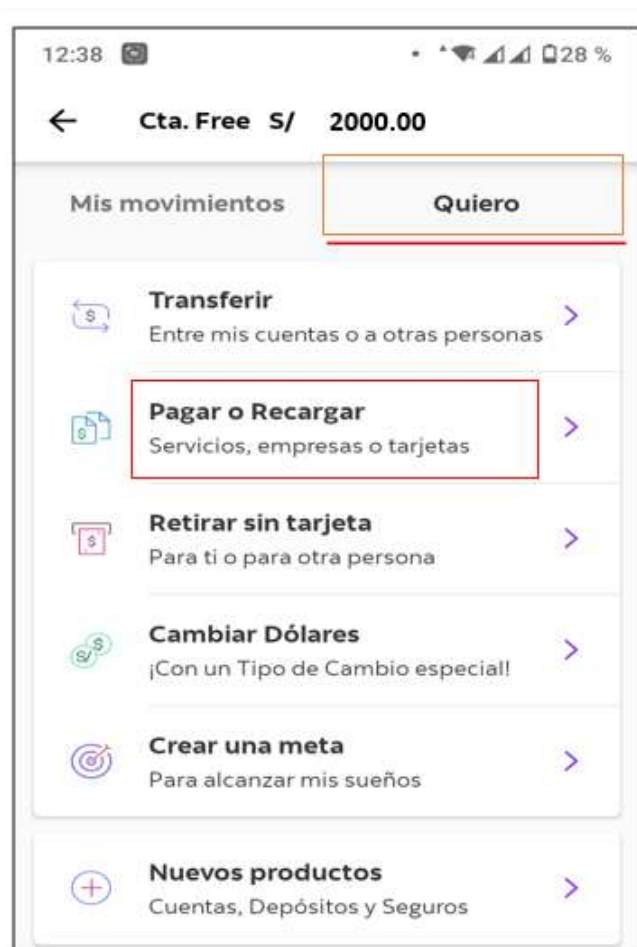 12:38 28 %
Cta. Free S/ 2000.00
Mis movimientos Quiero
Transferir
Entre mis cuentas o a otras personas
Pagar o Recargar
Servicios, empresas o tarjetas
Retirar sin tarjeta
Para ti o para otra persona
Cambiar Dólares
¡Con un Tipo de Cambio especial!
Crear una meta
Para alcanzar mis sueños
Nuevos productos
Cuentas, Depósitos y Seguros